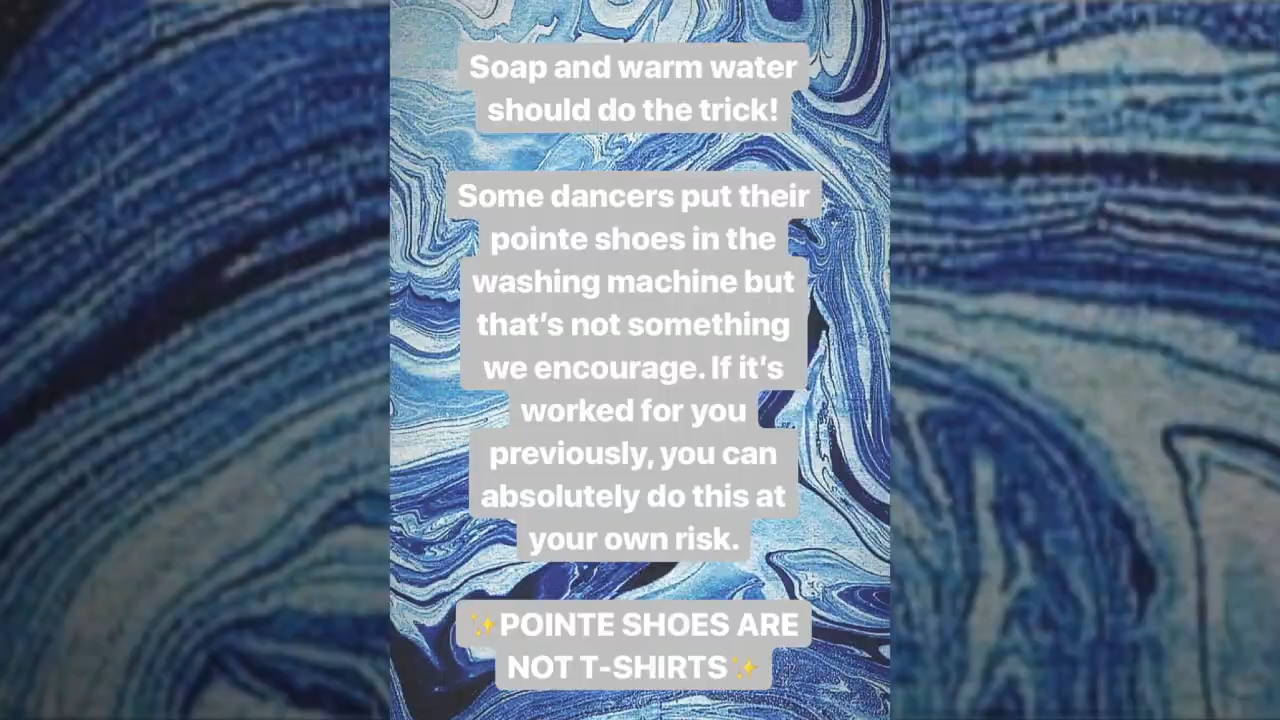 Soap and warm water
should do the trick!
Some dancers put their
pointe shoes in the
washing machine but
that's not something
we encourage. If it's
worked for you
previously, you can
absolutely do this at
your own risk.
✨POINTE SHOES ARE
NOT T-SHIRTS✨